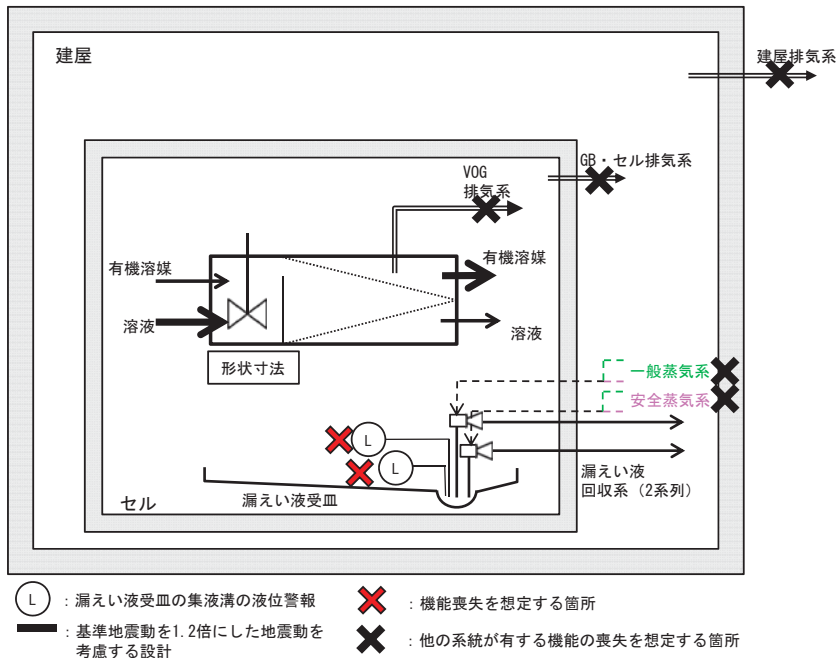 建屋
建屋排気系
GB・セル排気系
VOG
排気系
有機溶媒
有機溶媒
溶液
溶液
形状寸法
一般蒸気系
安全蒸気系
L
L
漏えい液
回収系（2系列）
漏えい液受皿
セル
L ：漏えい液受皿の集液溝の液位警報
：機能喪失を想定する箇所
：基準地震動を1.2倍にした地震動を
考慮する設計
：他の系統が有する機能の喪失を想定する箇所